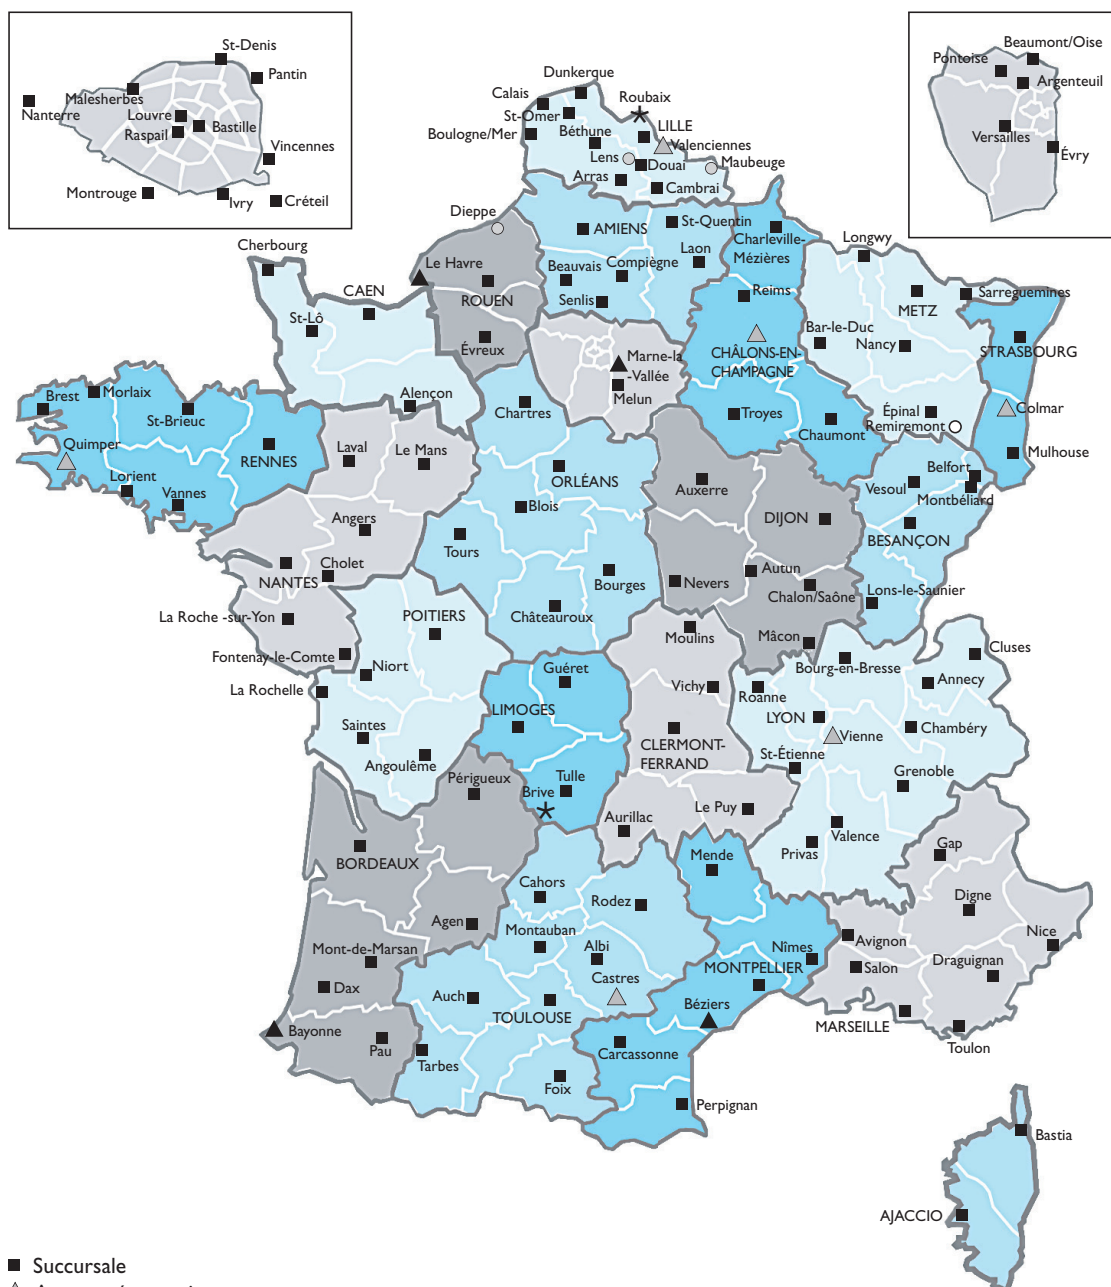 St-Denis
Pantin
Malesherbes
Nanterre
Louvre
Raspail
Bastille
Vincennes
Montrouge
Ivry
Créteil
Beaumont/Oise
Pontoise
Argenteuil
Versailles
Évry
Dunkerque
Calais
Roubaix
St-Omer
LILLE
Boulogne/Mer
Béthune
Valenciennes
Lens
Douai
Maubeuge
Arras
Cambrai
Dieppe
AMIENS
St-Quentin
Charleville-
Mézières
Longwy
Cherbourg
Le Havre
Laon
Beauvais
Compiègne
ROUEN
Senlis
Reims
CAEN
St-Lô
METZ
Sarreguemines
Bar-le-Duc
Nancy
STRASBOURG
Évreux
Marne-la
-Vallée
Melun
CHÂLONS-EN-
CHAMPAGNE
Brest
Morlaix
Alençon
Chartres
Troyes
Chaumont
Épinal
Remiremont
Colmar
St-Brieuc
Quimper
RENNES
Laval
Le Mans
Mulhouse
Lorient
Vannes
ORLÉANS
Auxerre
Belfort
Vesoul
Montbéliard
Blois
Angers
DIJON
BESANÇON
Tours
NANTES
Cholet
Bourges
Nevers
Autun
Chalon/Saône
Lons-le-Saunier
La Roche -sur-Yon
POITIERS
Châteauroux
Moulins
Mâcon
Fontenay-le-Comte
Niort
Guéret
Bourg-en-Bresse
Cluses
La Rochelle
Vichy
Roanne
Annecy
LIMOGES
LYON
Saintes
CLERMONT-
FERRAND
Vienne
Chambéry
Angoulême
St-Étienne
Périgueux
Tulle
Brive
Grenoble
Aurillac
Le Puy
Valence
BORDEAUX
Privas
Gap
Mende
Cahors
Rodez
Digne
Agen
Montauban
Mont-de-Marsan
Albi
Nîmes
Avignon
Nice
Castres
MONTPELLIER
Salon
Draguignan
Dax
Auch
TOULOUSE
Béziers
MARSEILLE
Bayonne
Pau
Tarbes
Carcassonne
Toulon
Foix
Perpignan
Bastia
AJACCIO
Succursale